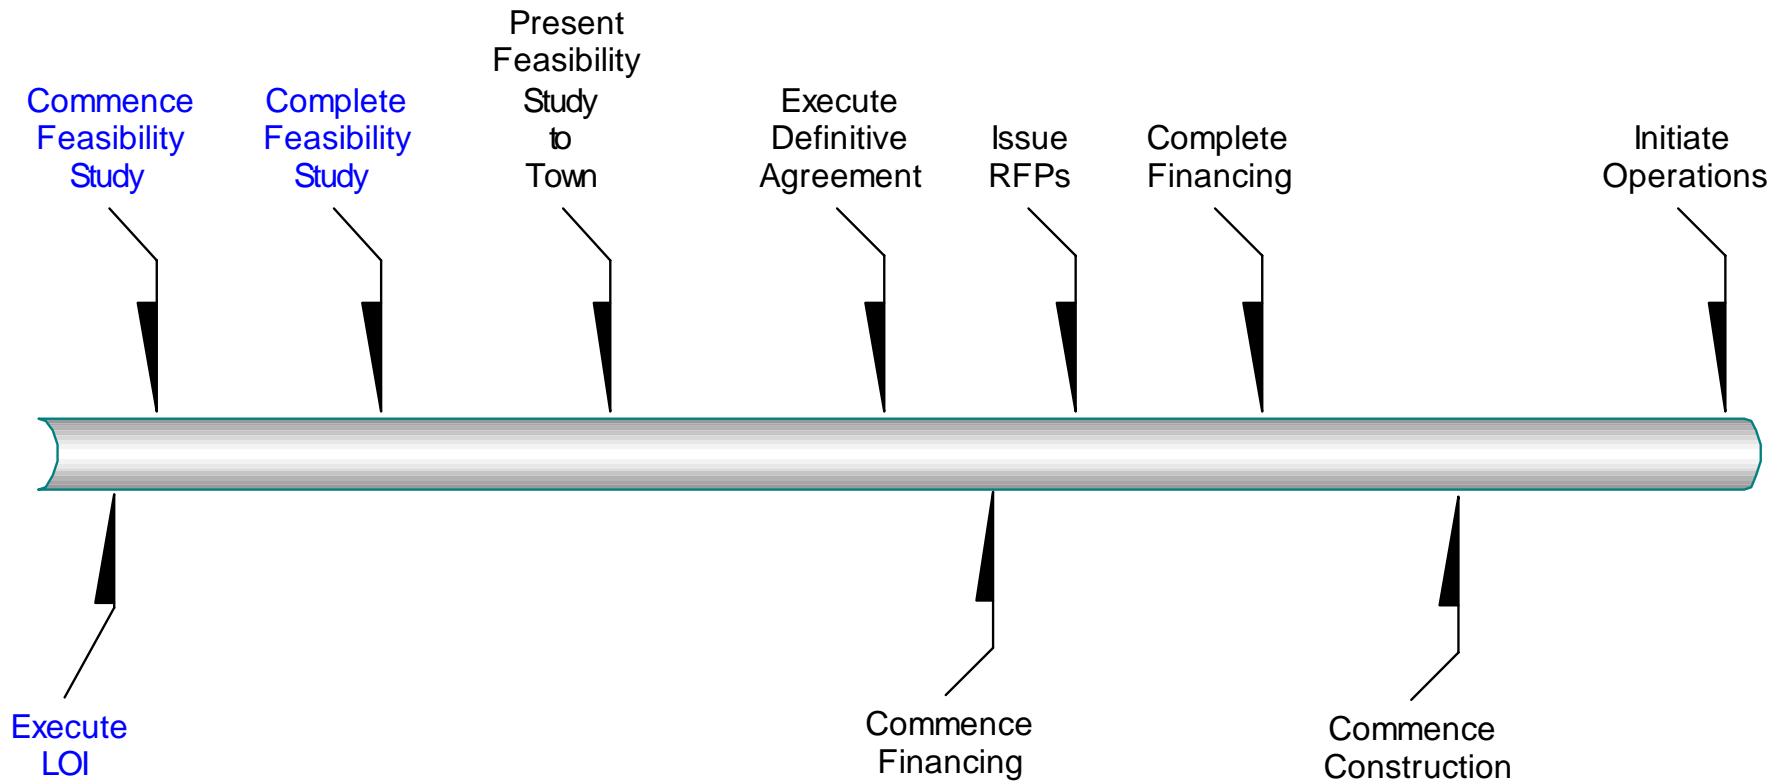 Commence
Feasibility
Study
Complete
Feasibility
Study
Present
Feasibility
Study
to
Town
Execute
Definitive
Agreement
Issue
RFPs
Complete
Financing
Initiate
Operations
Execute
LOI
Commence
Financing
Commence
Construction